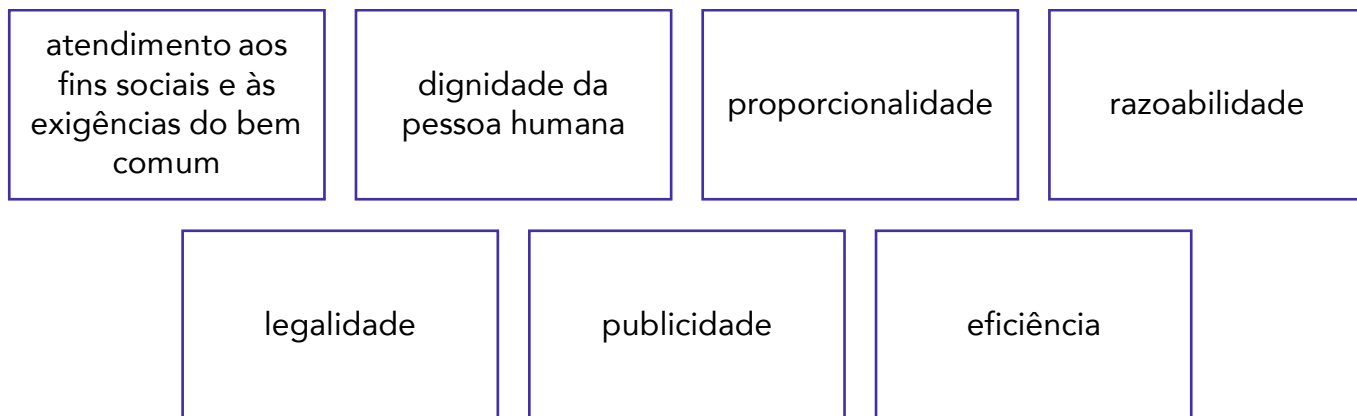 atendimento aos
fins sociais e às
exigências do bem
comum
dignidade da
pessoa humana
proporcionalidade
razoabilidade
legalidade
publicidade
eficiência